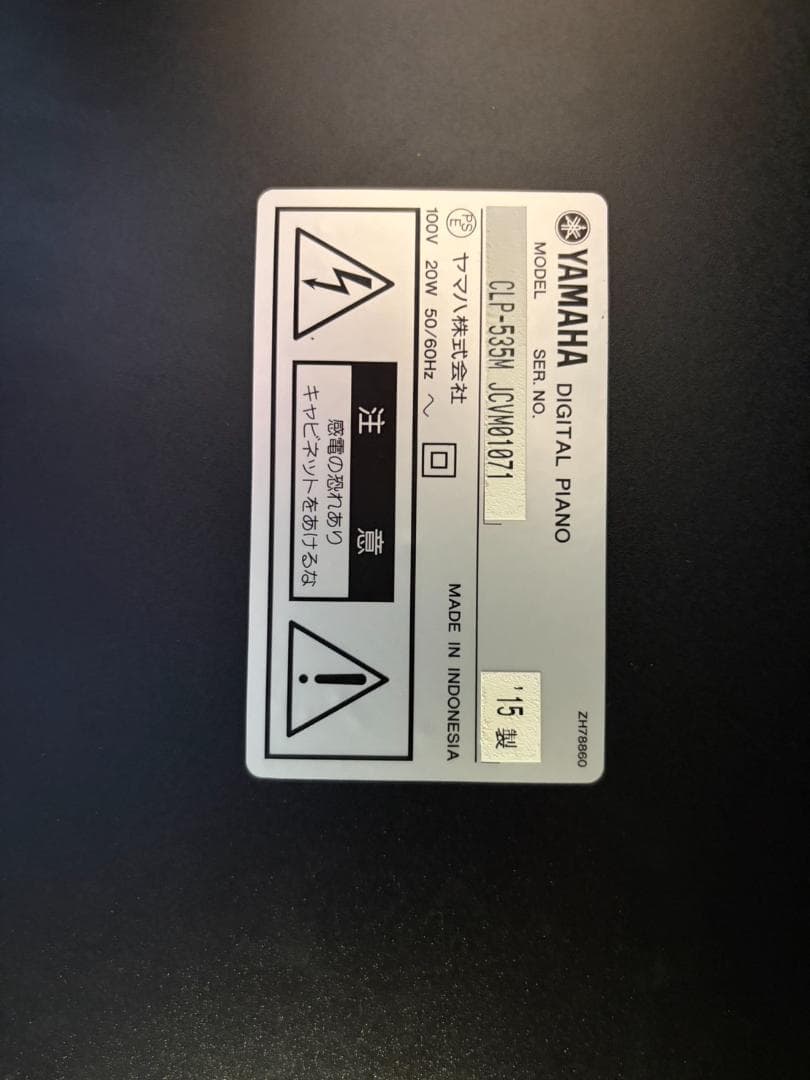 YAMAHA DIGITAL PIANO
ZH78860
MODEL SER. NO.
CLP-535M JCVM01071
'15 製
PS
E
ヤマハ株式会社
MADE IN INDONESIA
100V 20W 50/60Hz ~
注 意
感電の恐れあり
キャビネットをあけるな